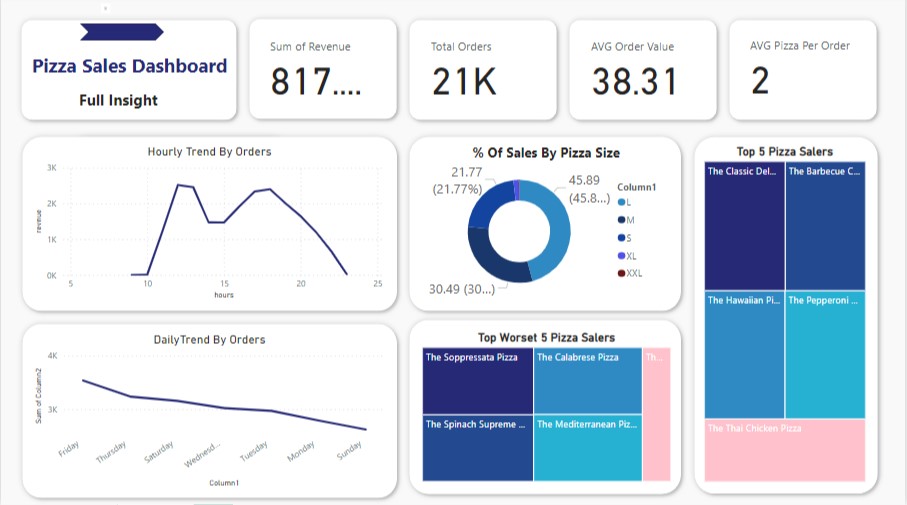 Pizza Sales Dashboard
Full Insight
Sum of Revenue
817....
Total Orders
21K
AVG Order Value
38.31
AVG Pizza Per Order
2
Hourly Trend By Orders
3K
2K
1K
0K
revenue
5
10
15
20
25
hours
% Of Sales By Pizza Size
21.77
(21.77%)
45.89
(45.8...)
30.49 (30...)
Column1
L
M
S
XL
XXL
Top 5 Pizza Salers
The Classic Del...
The Barbecue C...
The Hawaiian Pi...
The Pepperoni ...
The Thai Chicken Pizza
DailyTrend By Orders
4K
3K
Sum of Column2
Friday
Thursday
Saturday
Wednesd...
Tuesday
Monday
Sunday
Column1
Top Worset 5 Pizza Salers
The Soppressata Pizza
The Calabrese Pizza
Th...
The Spinach Supreme ...
The Mediterranean Piz...